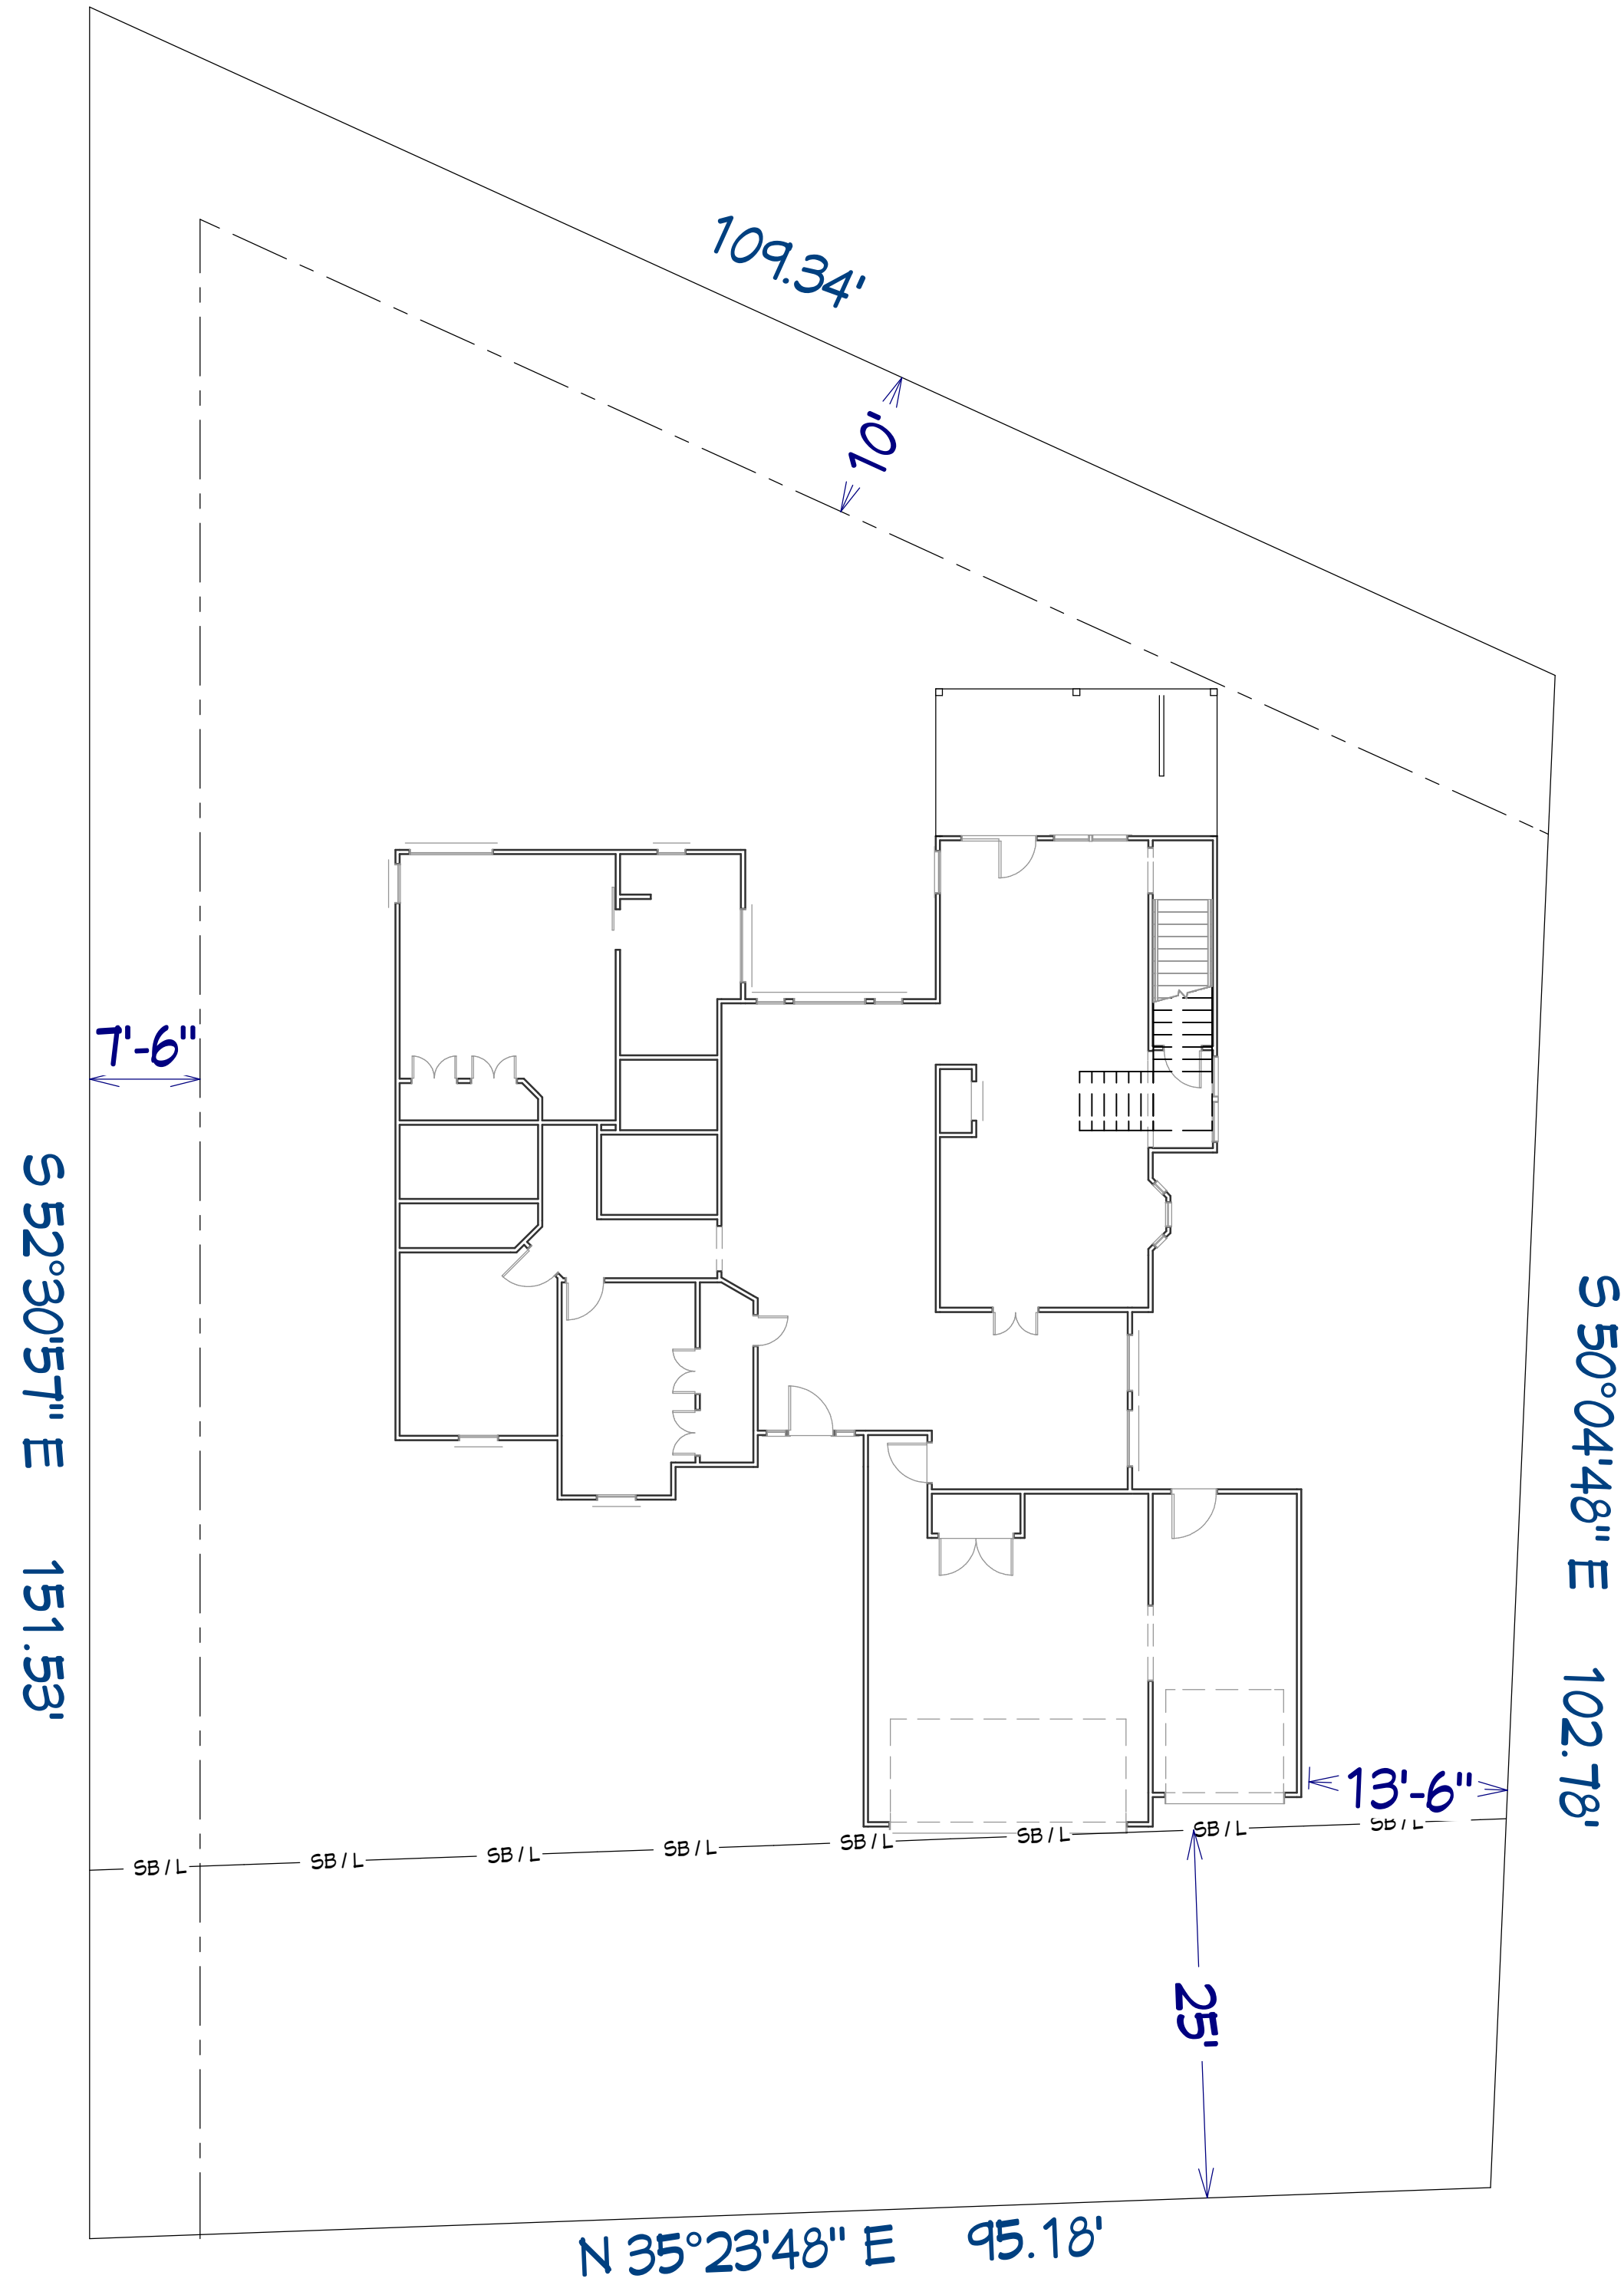 109.34'
10'
7'-6"
S 52°30'57" E 151.53'
S 50°04'48" E 102.78'
13'-6"
SB / L SB / L SB / L SB / L SB / L SB / L SB / L SB / L
25'
N 35°23'48" E 95.18'